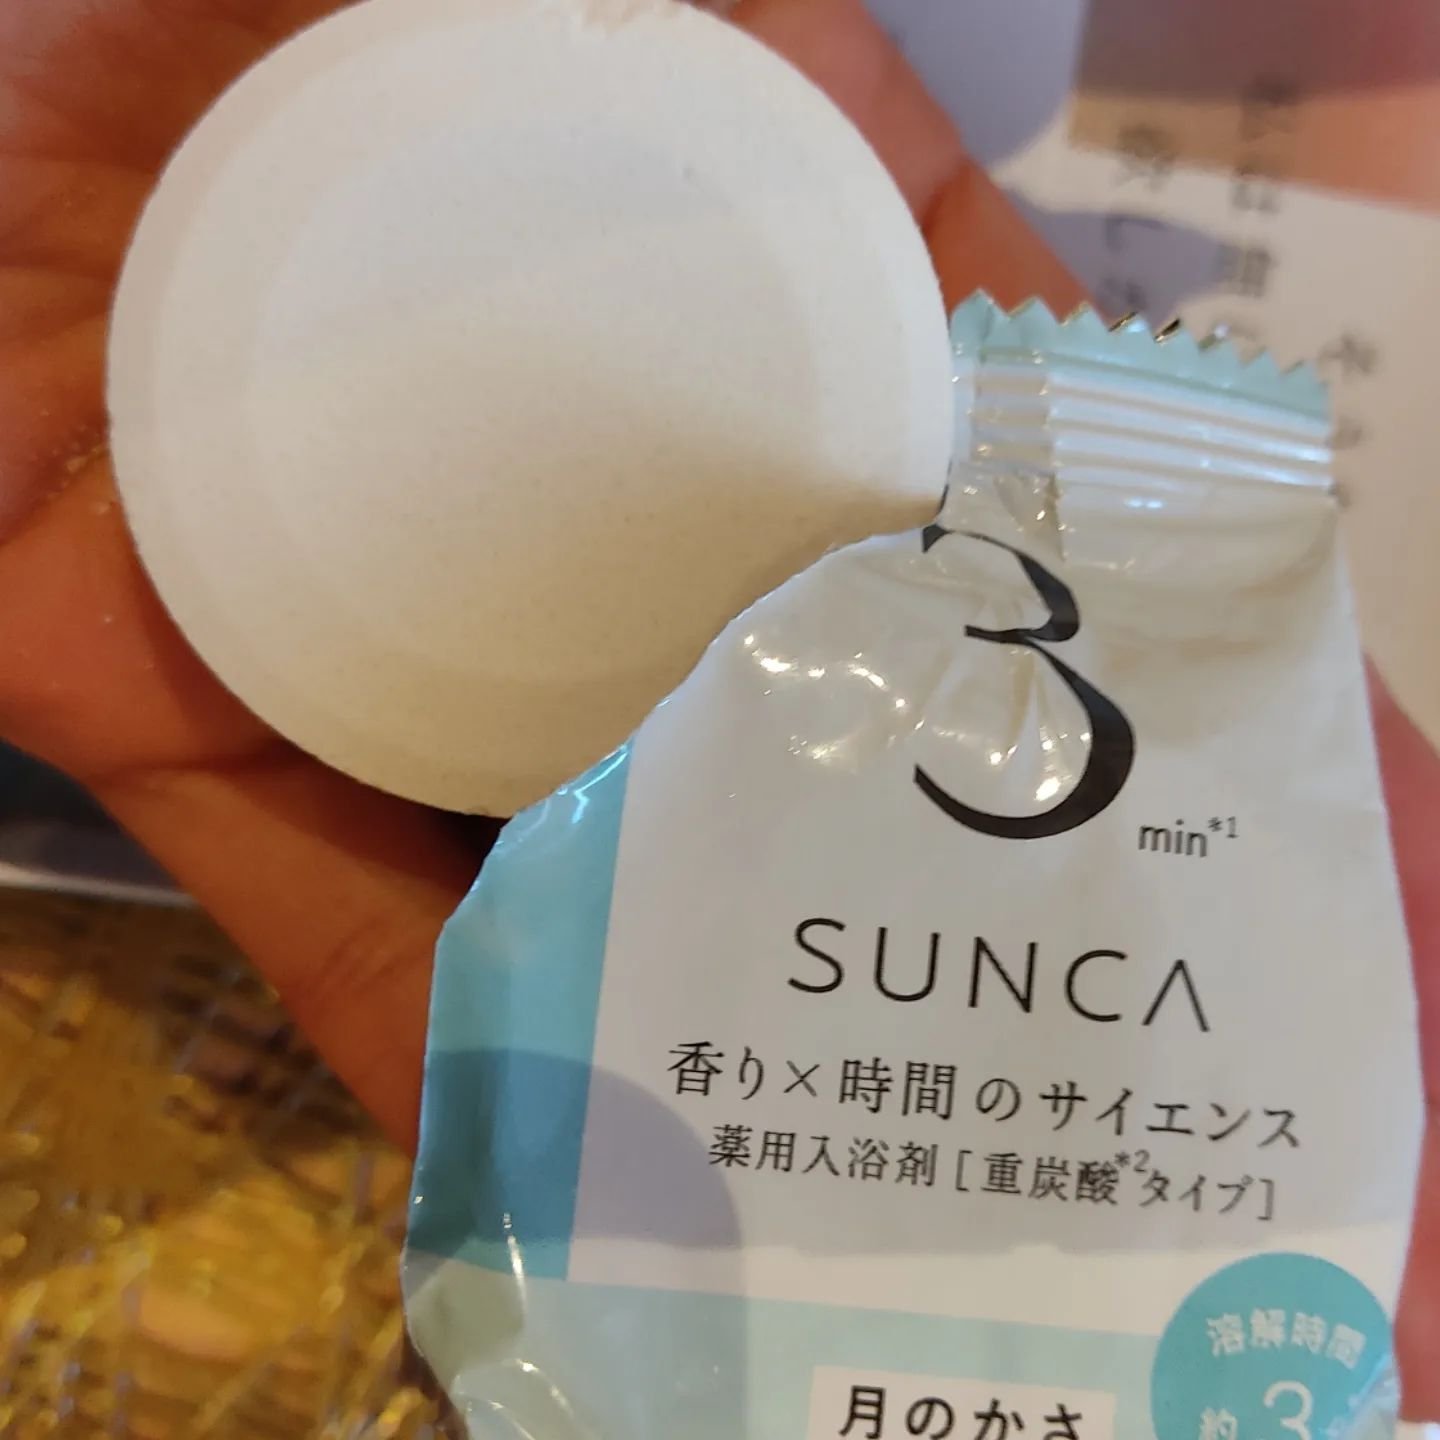 3
min*1
SUNCA
香り×時間のサイエンス
薬用入浴剤[重炭酸*2タイプ]
溶解時間
約3
月のかさ